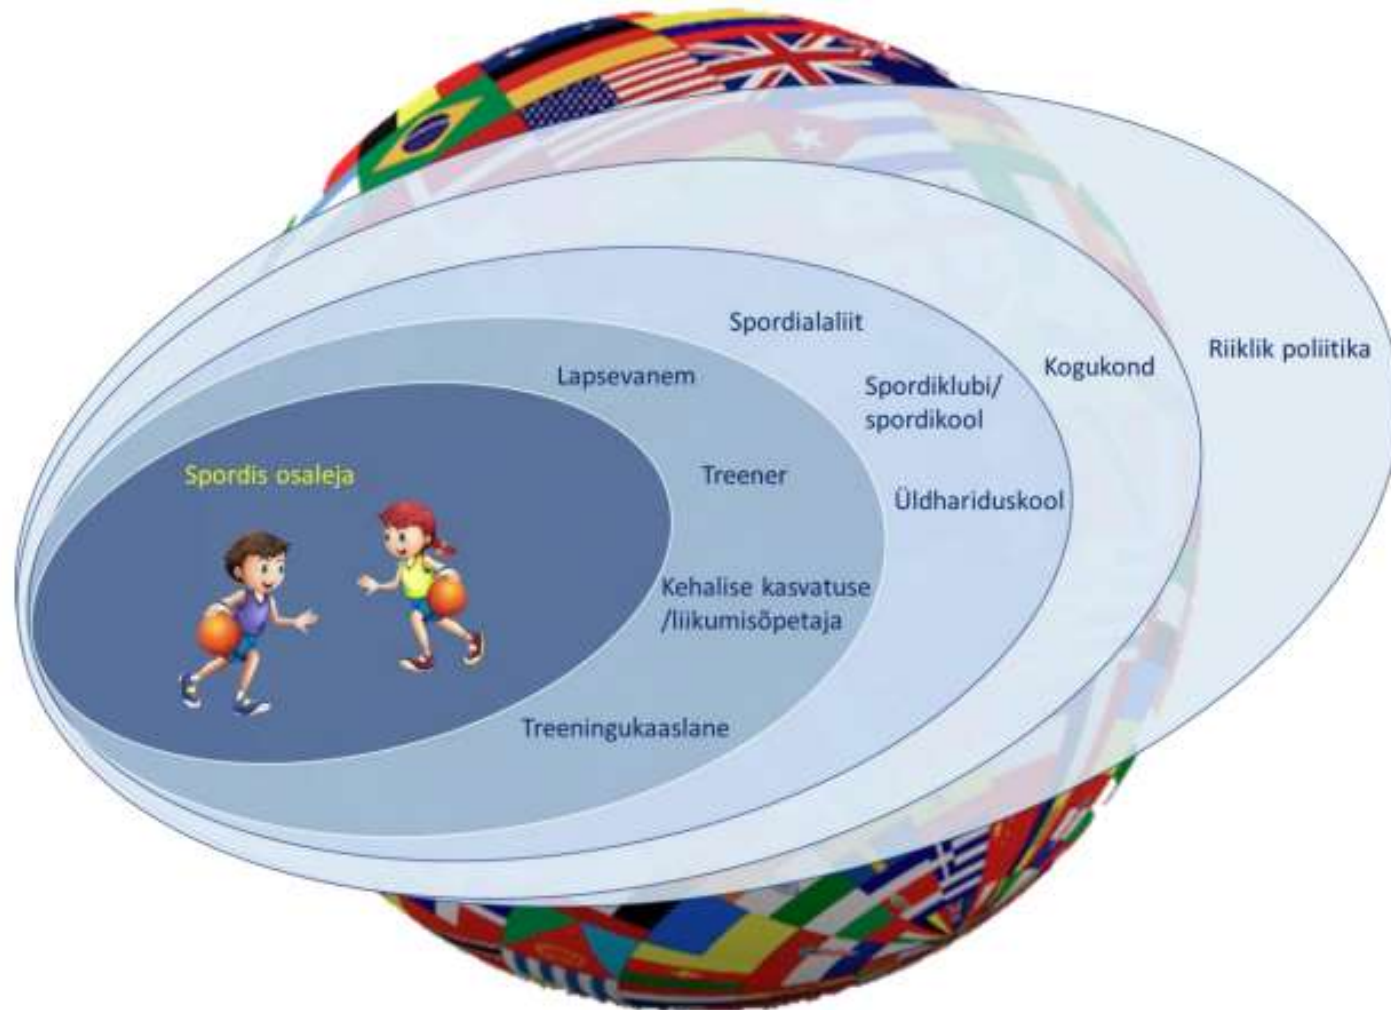 Spordis osaleja
Lapsevanem
Treener
Kehalise kasvatuse
/liikumisõpetaja
Treeningukaaslane
Spordialaliit
Spordiklubi/
spordikool
Üldhariduskool
Kogukond
Riiklik poliitika